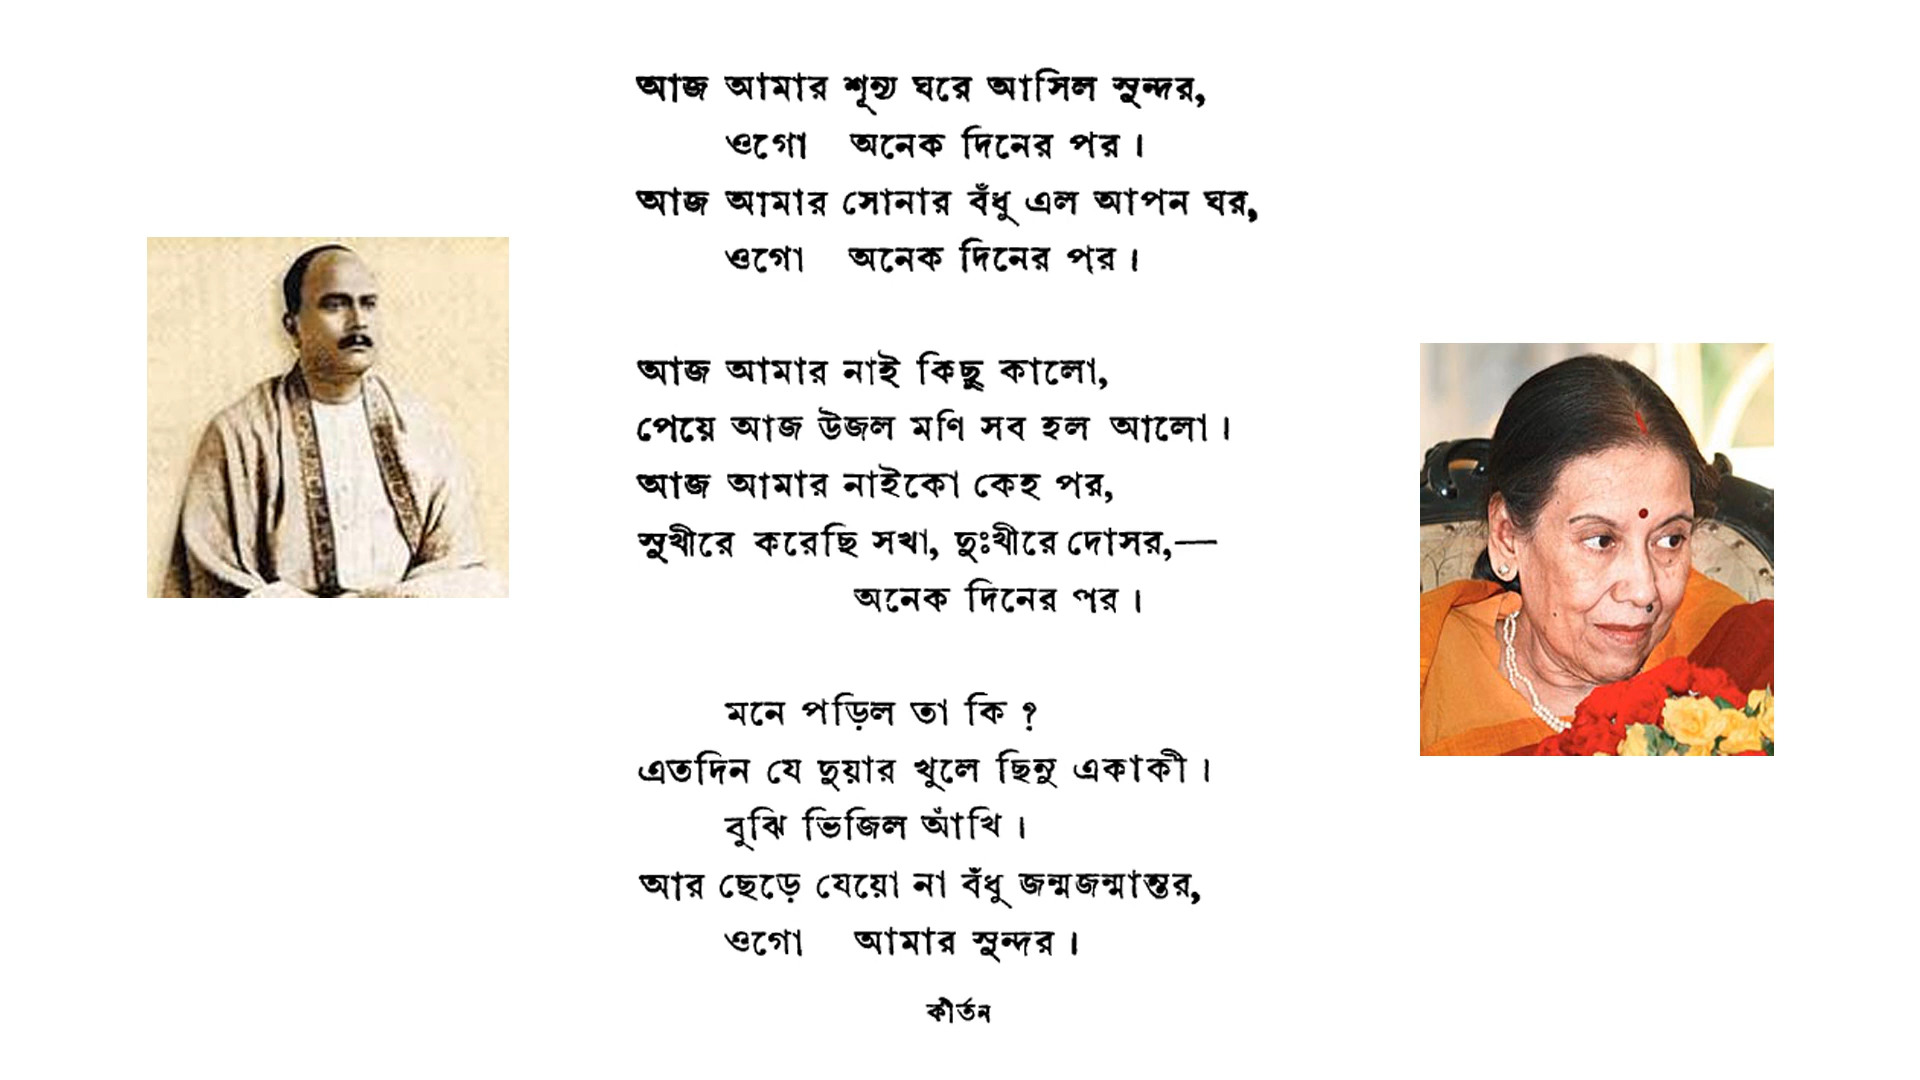 আজ আমার শূন্য ঘরে আসিল সুন্দর,
ওগো অনেক দিনের পর।
আজ আমার সোনার বঁধু এল আপন ঘর,
ওগো অনেক দিনের পর।
আজ আমার নাই কিছু কালো,
পেয়ে আজ উজল মণি সব হল আলো।
আজ আমার নাইকো কেহ পর,
সুখীরে করেছি সখা, দুঃখীরে দোসর,—
অনেক দিনের পর।
মনে পড়িল তা কি ?
এতদিন যে দুয়ার খুলে ছিনু একাকী।
বুঝি ভিজিল আঁখি।
আর ছেড়ে যেয়ো না বঁধু জন্মজন্মান্তর,
ওগো আমার সুন্দর।
কীর্তন